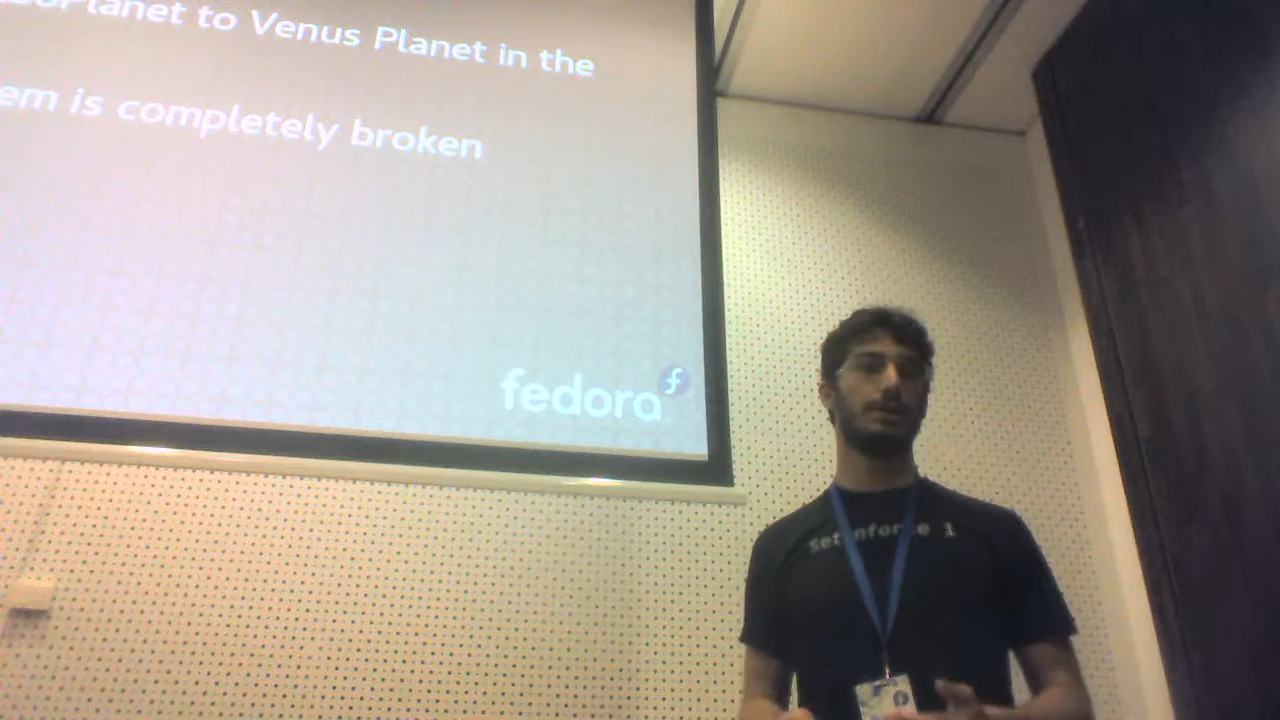 Planet to Venus Planet in the
em is completely broken
fedora
setenforce 1